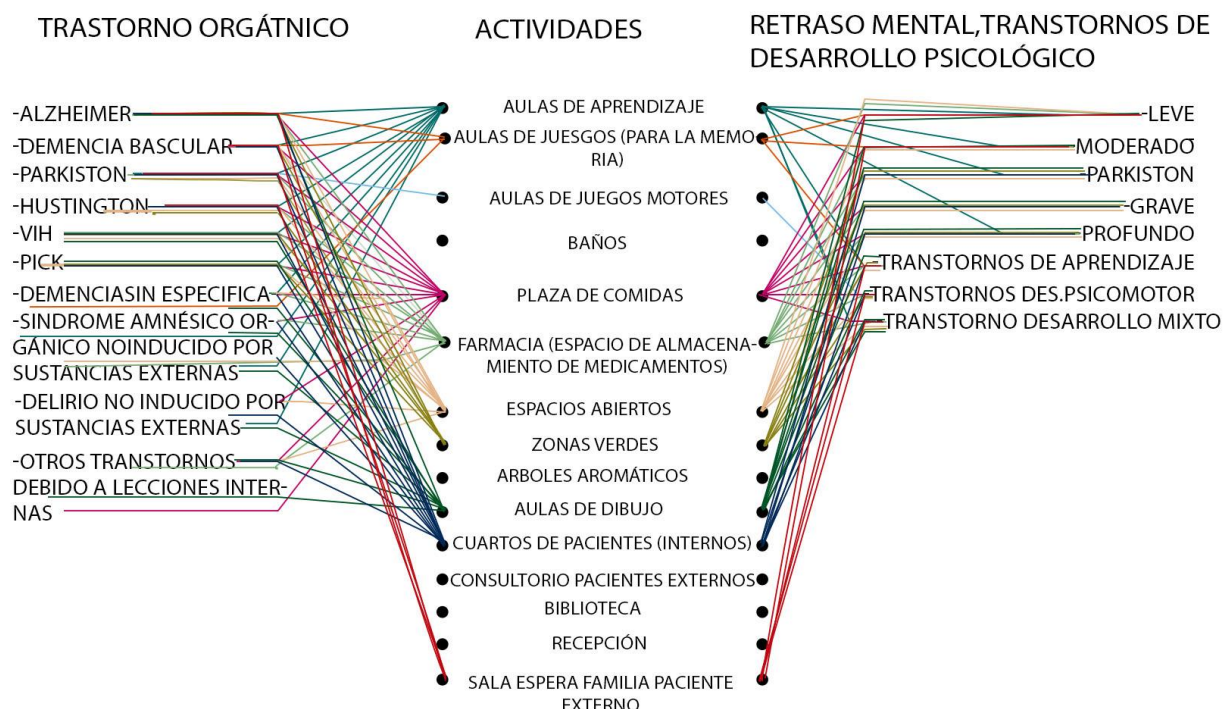 TRASTORNO ORGÁTNICO
-ALZHEIMER
-DEMENCIA BASCULAR
-PARKISTON
-HUSTINGTON
-VIH
-PICK
-DEMENCIASIN ESPECIFICA
-SINDROME AMNÉSICO OR-
GÁNICO NOINDUCIDO POR
SUSTANCIAS EXTERNAS
-DELIRIO NO INDUCIDO POR
SUSTANCIAS EXTERNAS
-OTROS TRANSTORNOS
DEBIDO A LECCIONES INTER-
NAS
ACTIVIDADES
AULAS DE APRENDIZAJE
AULAS DE JUESGOS (PARA LA MEMO
RIA)
AULAS DE JUEGOS MOTORES
BAÑOS
PLAZA DE COMIDAS
FARMACIA (ESPACIO DE ALMACENA-
MIENTO DE MEDICAMENTOS)
ESPACIOS ABIERTOS
ZONAS VERDES
ARBOLES AROMÁTICOS
AULAS DE DIBUJO
CUARTOS DE PACIENTES (INTERNOS)
CONSULTORIO PACIENTES EXTERNOS
BIBLIOTECA
RECEPCIÓN
SALA ESPERA FAMILIA PACIENTE
EXTERNO
RETRASO MENTAL,TRANSTORNOS DE
DESARROLLO PSICOLÓGICO
-LEVE
-MODERADO
-PARKISTON
-GRAVE
-PROFUNDO
-TRANSTORNOS DE APRENDIZAJE
-TRANSTORNOS DES.PSICOMOTOR
-TRANSTORNO DESARROLLO MIXTO